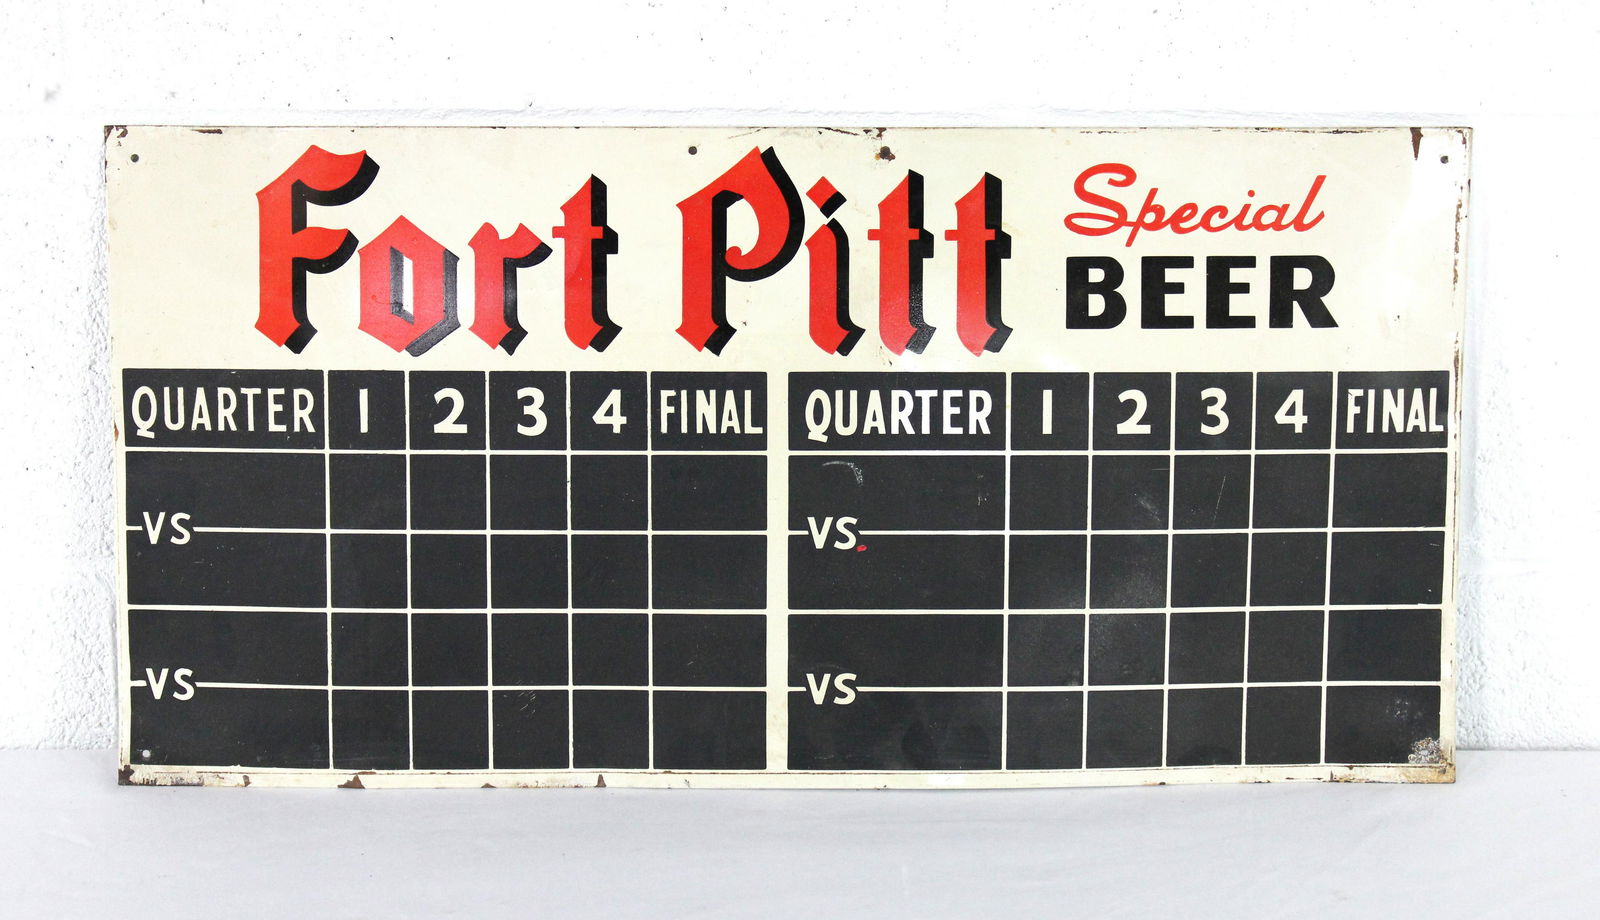 Fort Pitt Special
BEER
QUARTER 1 2 3 4 FINAL QUARTER 1 2 3 4 FINAL
VS VS
VS VS